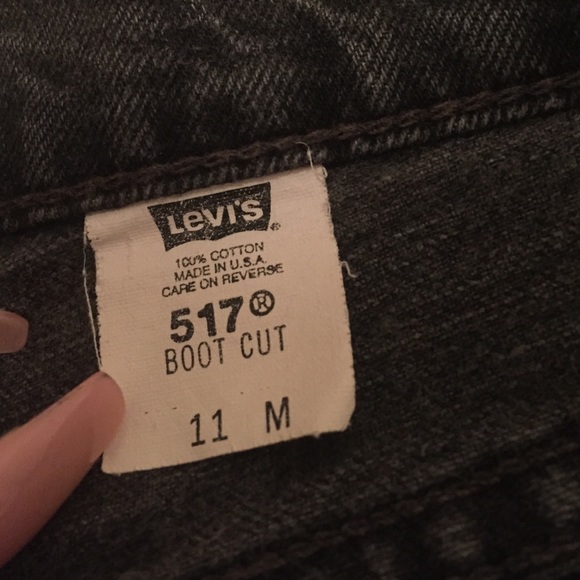 Levi's®
100% COTTON
MADE IN U.S.A.
CARE ON REVERSE
517®
BOOT CUT
11 M